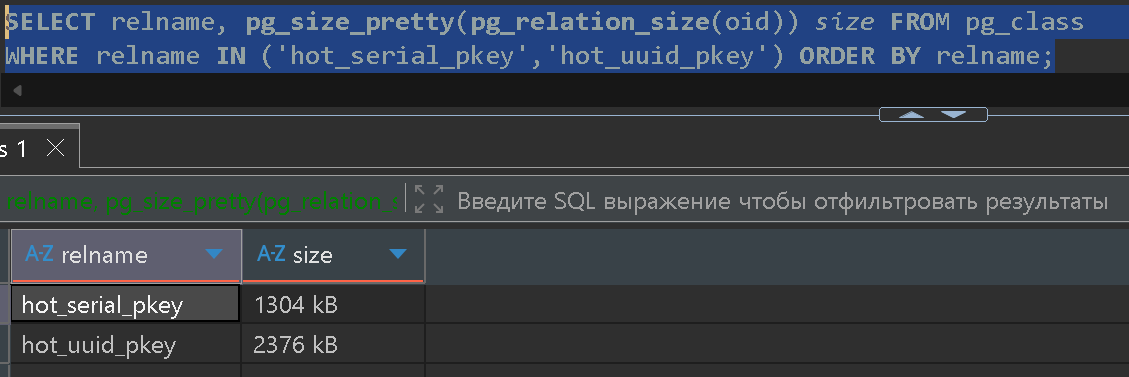 SELECT relname, pg_size_pretty(pg_relation_size(oid)) size FROM pg_class
WHERE relname IN ('hot_serial_pkey','hot_uuid_pkey') ORDER BY relname;
s 1
relname, pg_size_pretty(pg_relation_s Введите SQL выражение чтобы отфильтровать результаты
A-Z relname A-Z size
hot_serial_pkey 1304 kB
hot_uuid_pkey 2376 kB